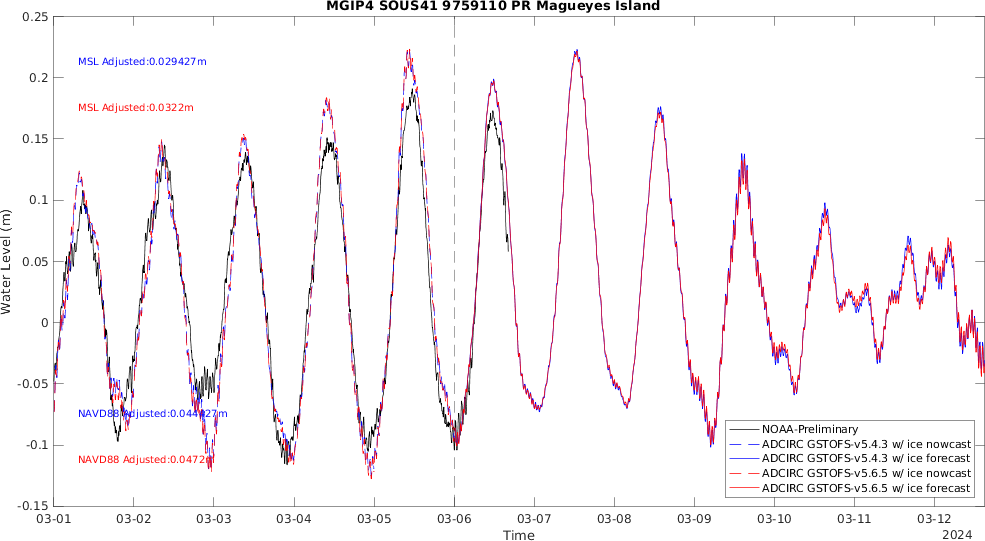 MGIP4 SOUS41 9759110 PR Magueyes Island
0.25
0.2
0.15
0.1
0.05
0
-0.05
-0.1
-0.15
Water Level (m)
MSL Adjusted:0.029427m
MSL Adjusted:0.0322m
NAVD88 Adjusted:0.044427m
NAVD88 Adjusted:0.0472m
NOAA-Preliminary
ADCIRC GSTOFS-v5.4.3 w/ ice nowcast
ADCIRC GSTOFS-v5.4.3 w/ ice forecast
ADCIRC GSTOFS-v5.6.5 w/ ice nowcast
ADCIRC GSTOFS-v5.6.5 w/ ice forecast
03-01 03-02 03-03 03-04 03-05 03-06 03-07 03-08 03-09 03-10 03-11 03-12
Time
2024